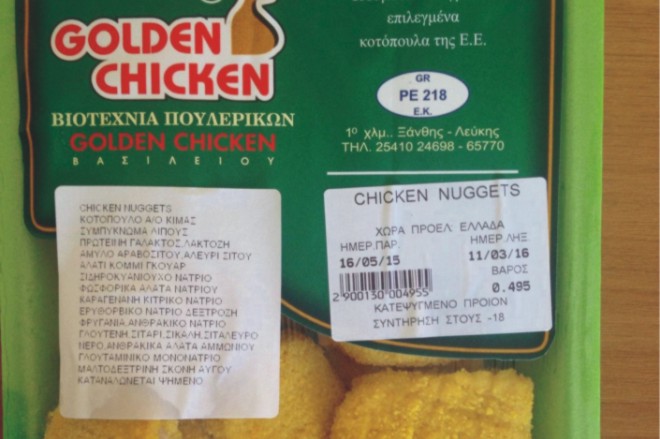 GOLDEN
CHICKEN
ΒΙΟΤΕΧΝΙΑ ΠΟΥΛΕΡΙΚΩΝ
GOLDEN CHICKEN
ΒΑΣΙΛΕΙΟΥ
επιλεγμένα
κοτόπουλα της Ε.Ε.
GR
PE 218
Ε.Κ.
1ο χλμ.. Ξάνθης - Λεύκης
ΤΗΛ. 25410 24698 - 65770
CHICKEN NUGGETS
ΚΟΤΟΠΟΥΛΟ Α/Ο ΚΙΜΑΣ
ΣΥΜΠΥΚΝΩΜΑ ΛΙΠΟΥΣ
ΠΡΩΤΕΙΝΗ ΓΑΛΑΚΤΟΣ,ΛΑΚΤΟΖΗ
ΑΜΥΛΟ ΑΡΑΒΟΣΙΤΟΥ,ΑΛΕΥΡΙ ΣΙΤΟΥ
ΑΛΑΤΙ ΚΟΜΜΙ ΓΚΟΥΑΡ
ΣΙΔΗΡΟΚΥΑΝΙΟΥΧΟ ΝΑΤΡΙΟ
ΦΩΣΦΟΡΙΚΑ ΑΛΑΤΑ ΝΑΤΡΙΟΥ
ΚΑΡΑΓΕΝΑΝΗ ΚΙΤΡΙΚΟ ΝΑΤΡΙΟ
ΕΡΥΘΟΡΒΙΚΟ ΝΑΤΡΙΟ ΔΕΞΤΡΟΖΗ
ΦΡΥΓΑΝΙΑ,ΑΝΘΡΑΚΙΚΟ ΝΑΤΡΙΟ
ΓΛΟΥΤΕΝΗ,ΣΙΤΑΡΙ,ΣΙΚΑΛΗ,ΣΙΤΑΛΕΥΡΟ
ΝΕΡΟ,ΑΝΘΡΑΚΙΚΑ ΑΛΑΤΑ ΑΜΜΩΝΙΟΥ
ΓΛΟΥΤΑΜΙΝΙΚΟ ΜΟΝΟΝΑΤΡΙΟ
ΜΑΛΤΟΔΕΞΤΡΙΝΗ ΣΚΟΝΗ ΑΥΓΟΥ
ΚΑΤΑΝΑΛΩΝΕΤΑΙ ΨΗΜΕΝΟ
CHICKEN NUGGETS
ΧΩΡΑ ΠΡΟΕΛ ΕΛΛΑΔΑ
ΗΜΕΡ.ΠΑΡ. ΗΜΕΡ.ΛΗΞ.
16/05/15 11/03/16
ΒΑΡΟΣ
0.495
2 900130 004955
ΚΑΤΕΨΥΓΜΕΝΟ ΠΡΟΙΟΝ
ΣΥΝΤΗΡΗΣΗ ΣΤΟΥΣ -18